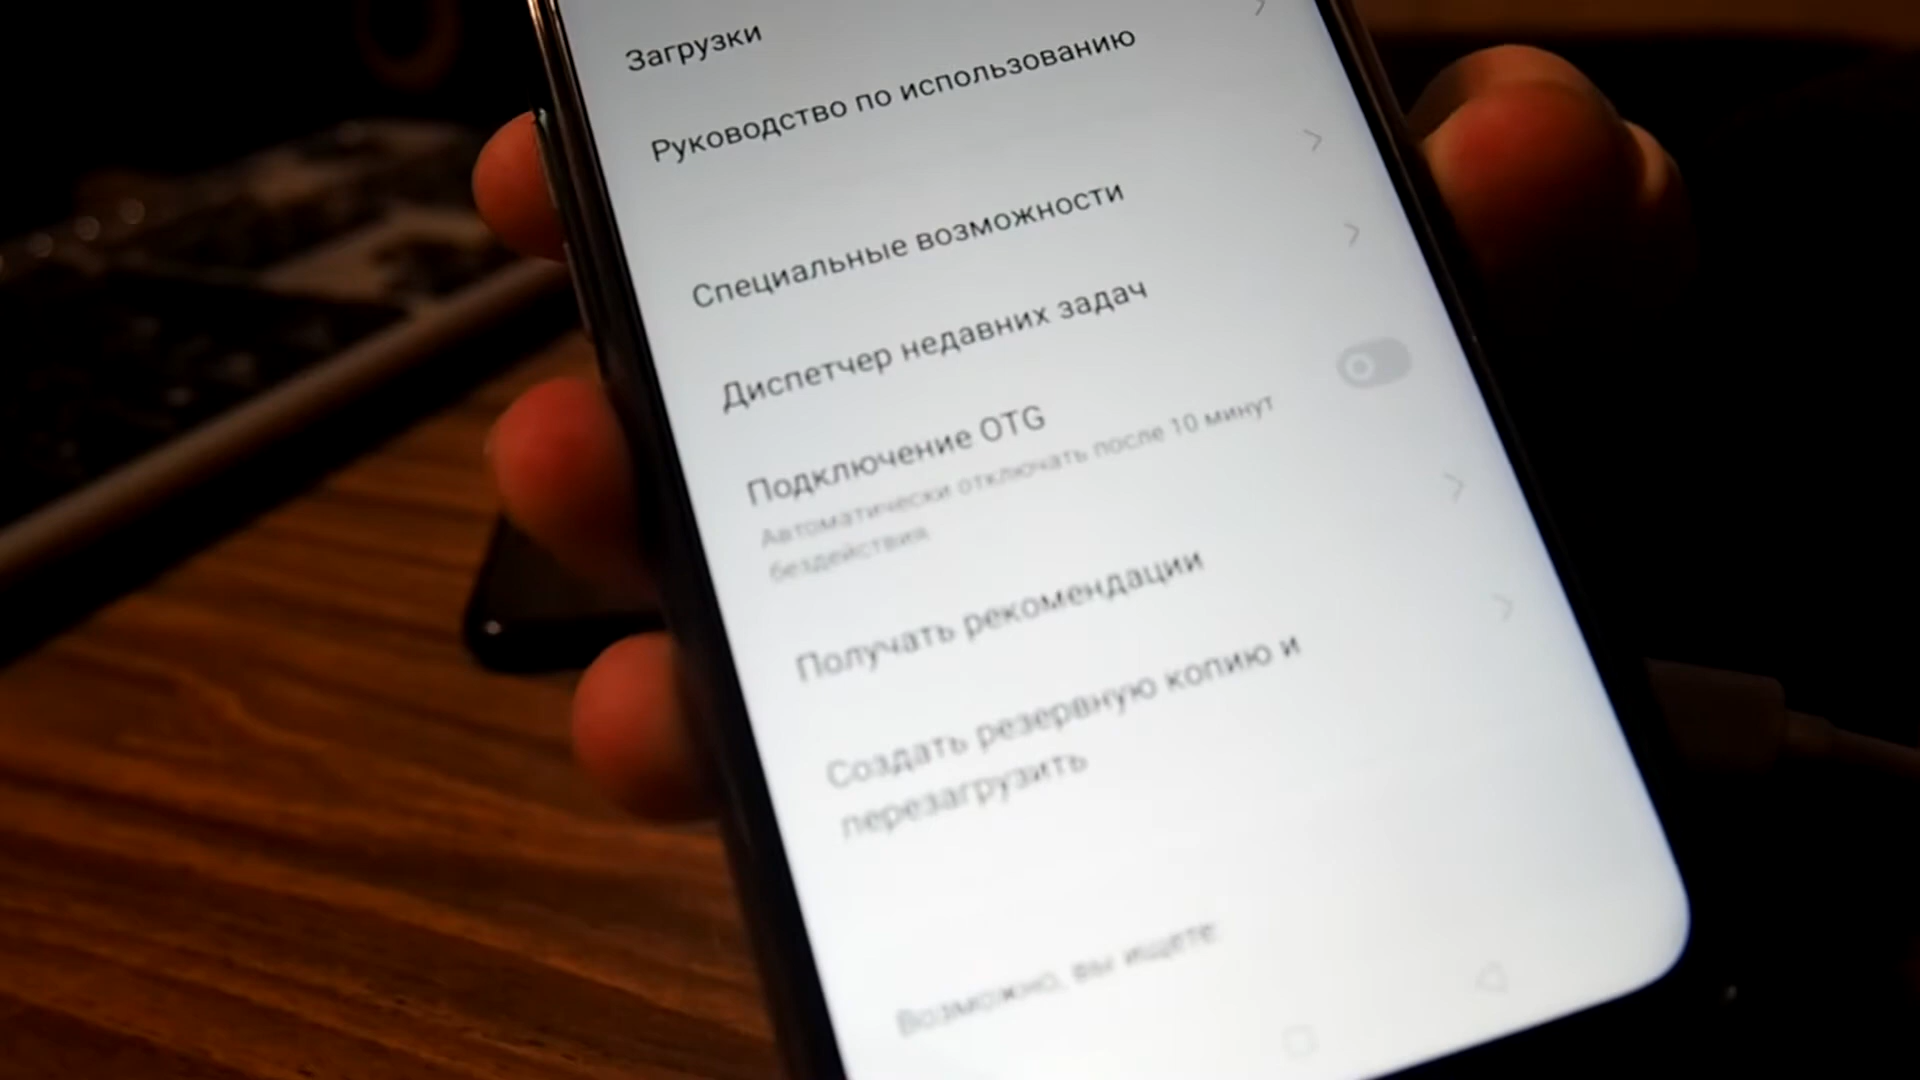 Загрузки
Руководство по использованию
Специальные возможности
Диспетчер недавних задач
Подключение OTG
Автоматически отключать после 10 минут
бездействия
Получать рекомендации
Создать резервную копию и
перезагрузить
Возможно, вы ищете: